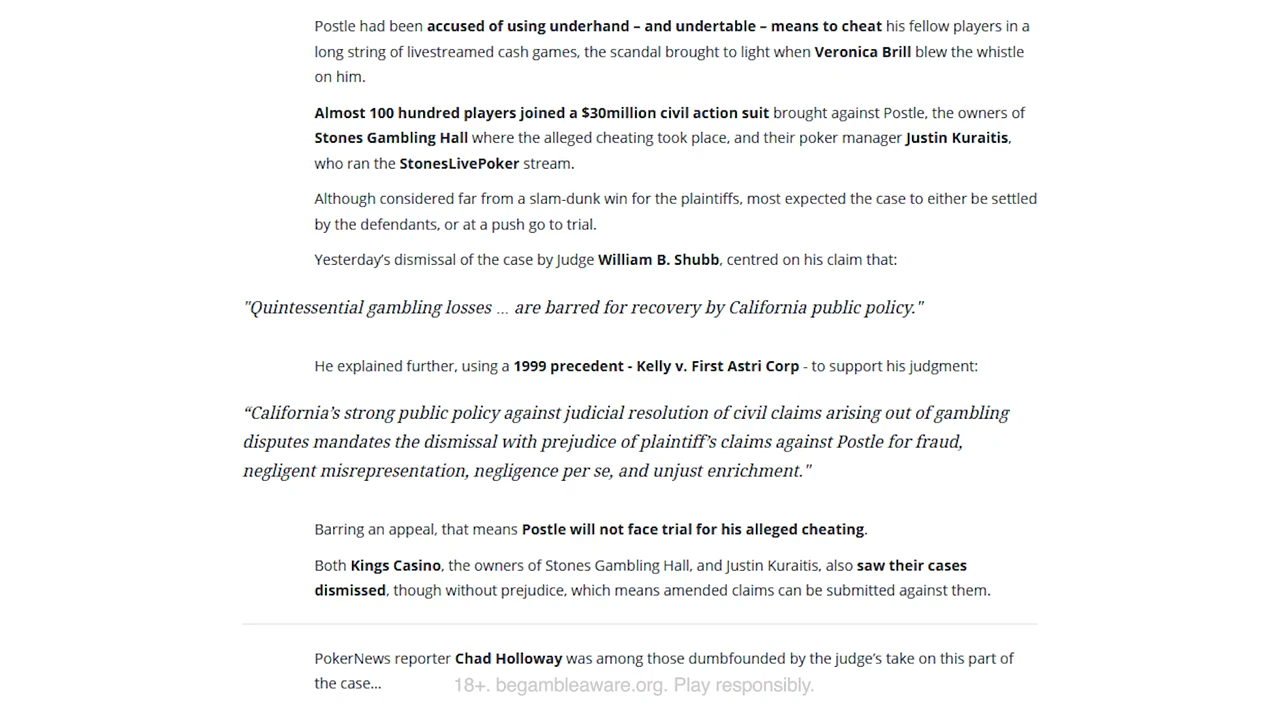 Postle had been accused of using underhand – and undertable – means to cheat his fellow players in a
long string of livestreamed cash games, the scandal brought to light when Veronica Brill blew the whistle
on him.
Almost 100 hundred players joined a $30million civil action suit brought against Postle, the owners of
Stones Gambling Hall where the alleged cheating took place, and their poker manager Justin Kuraitis,
who ran the StonesLivePoker stream.
Although considered far from a slam-dunk win for the plaintiffs, most expected the case to either be settled
by the defendants, or at a push go to trial.
Yesterday’s dismissal of the case by Judge William B. Shubb, centred on his claim that:
"Quintessential gambling losses … are barred for recovery by California public policy."
He explained further, using a 1999 precedent - Kelly v. First Astri Corp - to support his judgment:
“California’s strong public policy against judicial resolution of civil claims arising out of gambling
disputes mandates the dismissal with prejudice of plaintiff’s claims against Postle for fraud,
negligent misrepresentation, negligence per se, and unjust enrichment."
Barring an appeal, that means Postle will not face trial for his alleged cheating.
Both Kings Casino, the owners of Stones Gambling Hall, and Justin Kuraitis, also saw their cases
dismissed, though without prejudice, which means amended claims can be submitted against them.
PokerNews reporter Chad Holloway was among those dumbfounded by the judge’s take on this part of
the case...
18+. begambleaware.org. Play responsibly.